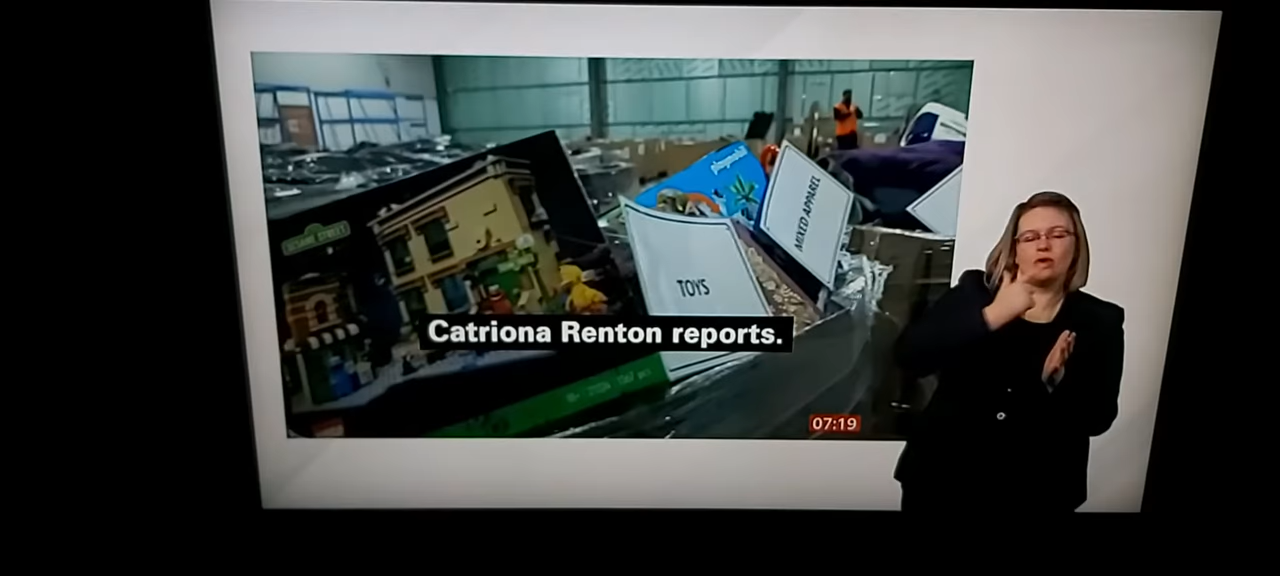 SESAME STREET
playmobil
MIXED APPAREL
TOYS
Catriona Renton reports.
07:19